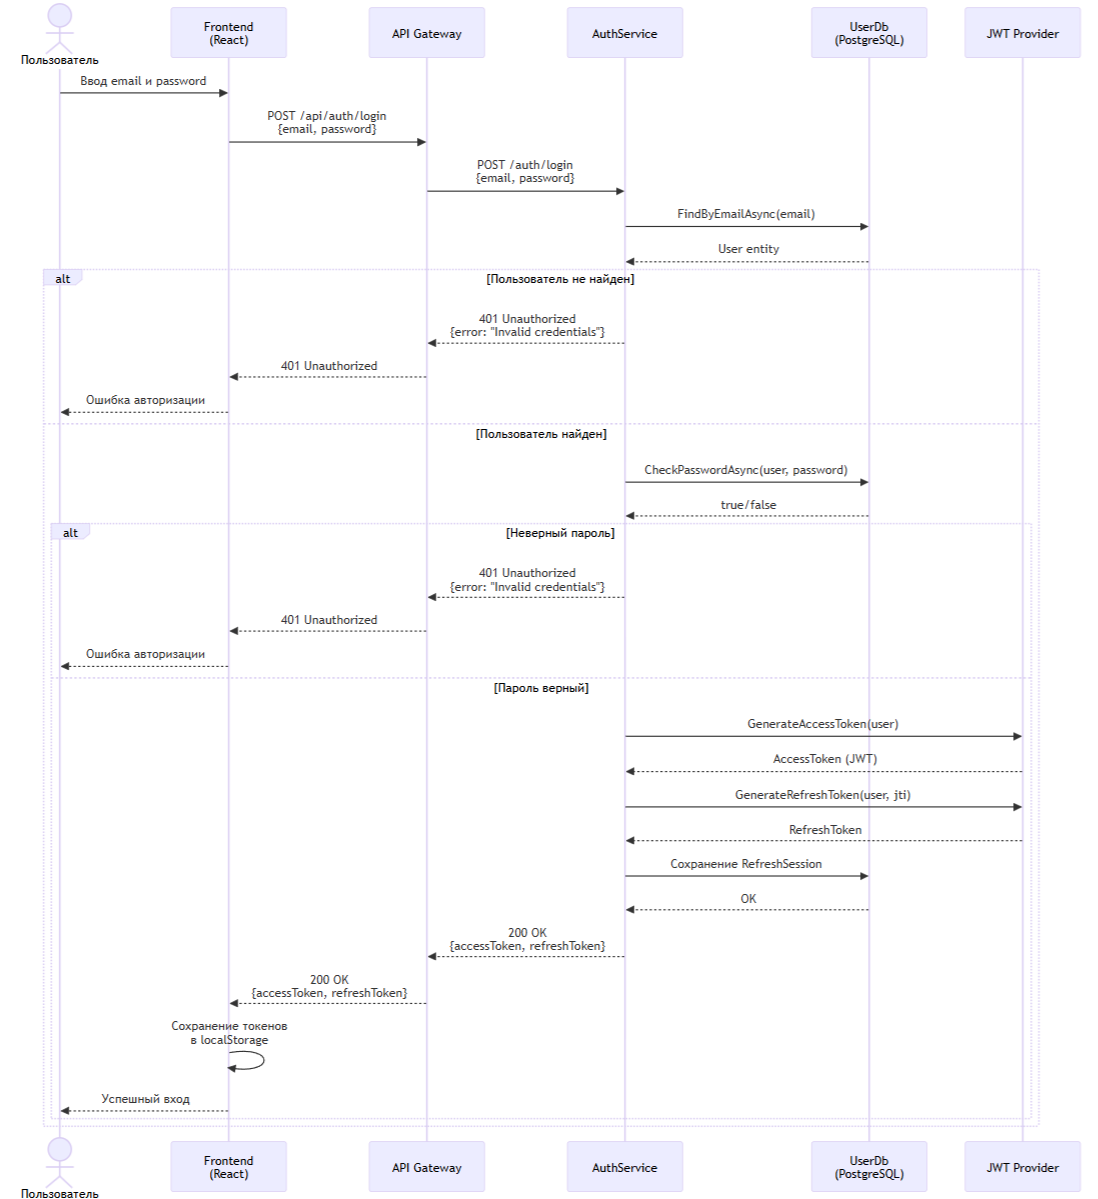 Пользователь
Frontend
(React)
API Gateway
AuthService
UserDb
(PostgreSQL)
JWT Provider
Ввод email и password
POST /api/auth/login
{email, password}
POST /auth/login
{email, password}
FindByEmailAsync(email)
User entity
alt
[Пользователь не найден]
401 Unauthorized
{error: "Invalid credentials"}
401 Unauthorized
Ошибка авторизации
[Пользователь найден]
CheckPasswordAsync(user, password)
true/false
alt
[Неверный пароль]
401 Unauthorized
{error: "Invalid credentials"}
401 Unauthorized
Ошибка авторизации
[Пароль верный]
GenerateAccessToken(user)
AccessToken (JWT)
GenerateRefreshToken(user, jti)
RefreshToken
Сохранение RefreshSession
OK
200 OK
{accessToken, refreshToken}
200 OK
{accessToken, refreshToken}
Сохранение токенов
в localStorage
Успешный вход
Пользователь
Frontend
(React)
API Gateway
AuthService
UserDb
(PostgreSQL)
JWT Provider